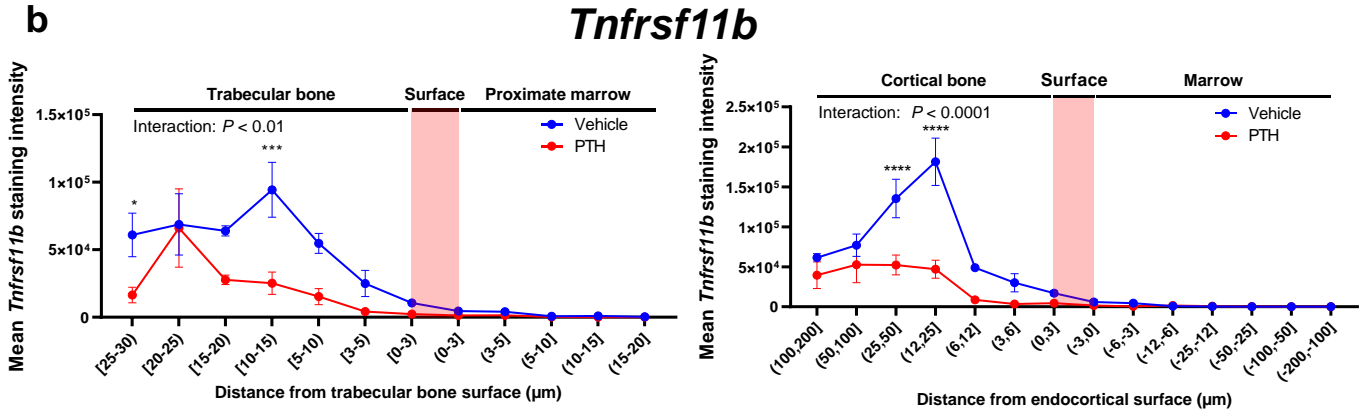 b
Tnfrsf11b
Mean Tnfrsf11b staining intensity
Trabecular bone Surface Proximate marrow
Interaction: P < 0.01
Vehicle
PTH
* ***
1.5×10⁵
1×10⁵
5×10⁴
0
[25-30) [20-25) [15-20) [10-15) [5-10) [3-5) [0-3) (0-3] (3-5] (5-10] (10-15] (15-20]
Distance from trabecular bone surface (μm)
Mean Tnfrsf11b staining intensity
Cortical bone Surface Marrow
Interaction: P < 0.0001
Vehicle
PTH
**** ****
2.5×10⁵
2×10⁵
1.5×10⁵
1×10⁵
5×10⁴
0
(100,200] (50,100] (25,50] (12,25] (6,12] (3,6] (0,3] (-3,0] (-6,-3] (-12,-6] (-25,-12] (-50,-25] (-100,-50] (-200,-100]
Distance from endocortical surface (μm)